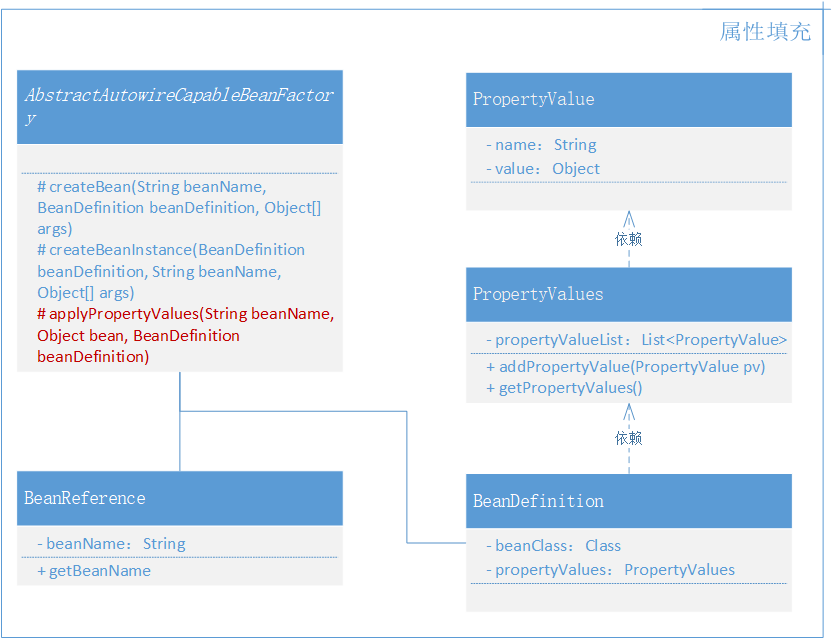 属性填充
AbstractAutowireCapableBeanFactor
y
# createBean(String beanName,
BeanDefinition beanDefinition, Object[]
args)
# createBeanInstance(BeanDefinition
beanDefinition, String beanName,
Object[] args)
# applyPropertyValues(String beanName,
Object bean, BeanDefinition
beanDefinition)
BeanReference
- beanName：String
+ getBeanName
PropertyValue
- name：String
- value：Object
依赖
PropertyValues
- propertyValueList：List<PropertyValue>
+ addPropertyValue(PropertyValue pv)
+ getPropertyValues()
依赖
BeanDefinition
- beanClass：Class
- propertyValues：PropertyValues